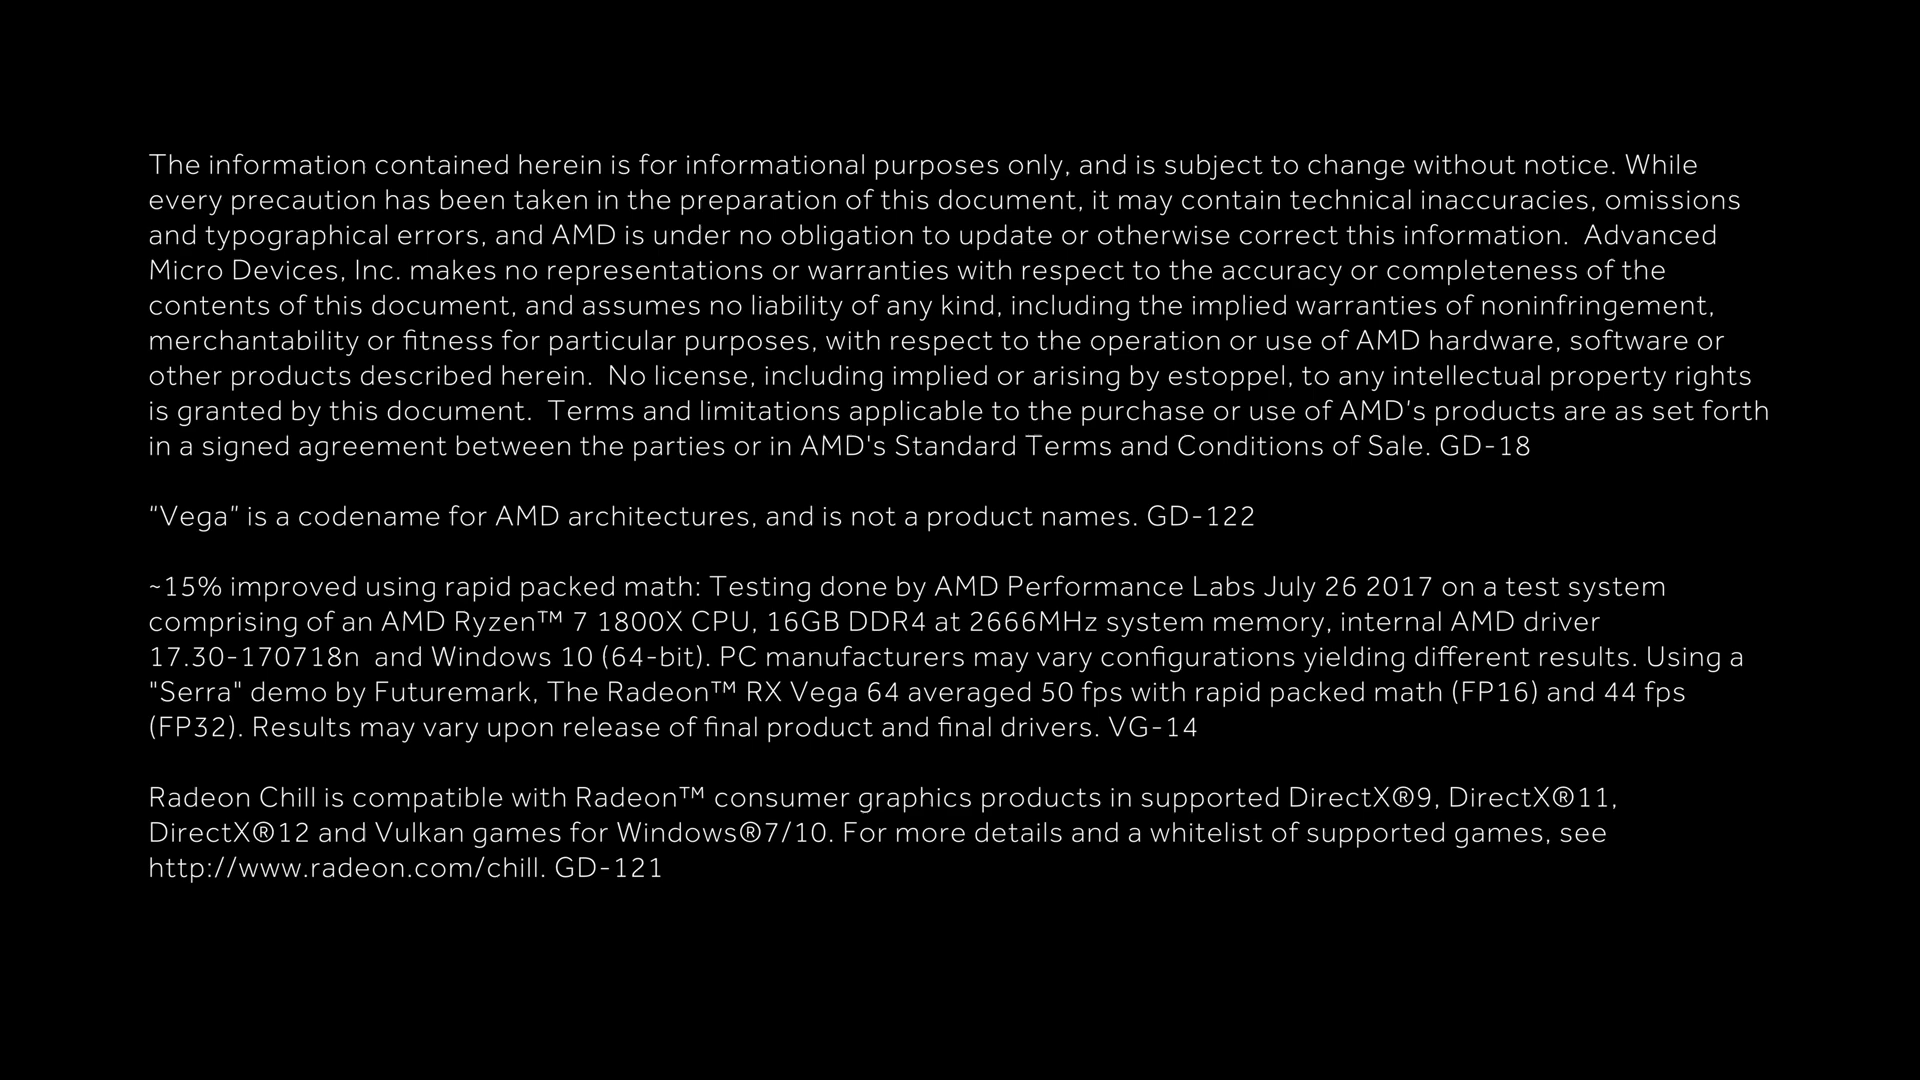 The information contained herein is for informational purposes only, and is subject to change without notice. While
every precaution has been taken in the preparation of this document, it may contain technical inaccuracies, omissions
and typographical errors, and AMD is under no obligation to update or otherwise correct this information.  Advanced
Micro Devices, Inc. makes no representations or warranties with respect to the accuracy or completeness of the
contents of this document, and assumes no liability of any kind, including the implied warranties of noninfringement,
merchantability or fitness for particular purposes, with respect to the operation or use of AMD hardware, software or
other products described herein.  No license, including implied or arising by estoppel, to any intellectual property rights
is granted by this document.  Terms and limitations applicable to the purchase or use of AMD’s products are as set forth
in a signed agreement between the parties or in AMD's Standard Terms and Conditions of Sale. GD-18
“Vega” is a codename for AMD architectures, and is not a product names. GD-122
~15% improved using rapid packed math: Testing done by AMD Performance Labs July 26 2017 on a test system
comprising of an AMD Ryzen™ 7 1800X CPU, 16GB DDR4 at 2666MHz system memory, internal AMD driver
17.30-170718n  and Windows 10 (64-bit). PC manufacturers may vary configurations yielding different results. Using a
"Serra" demo by Futuremark, The Radeon™ RX Vega 64 averaged 50 fps with rapid packed math (FP16) and 44 fps
(FP32). Results may vary upon release of final product and final drivers. VG-14
Radeon Chill is compatible with Radeon™ consumer graphics products in supported DirectX®9, DirectX®11,
DirectX®12 and Vulkan games for Windows®7/10. For more details and a whitelist of supported games, see
http://www.radeon.com/chill. GD-121